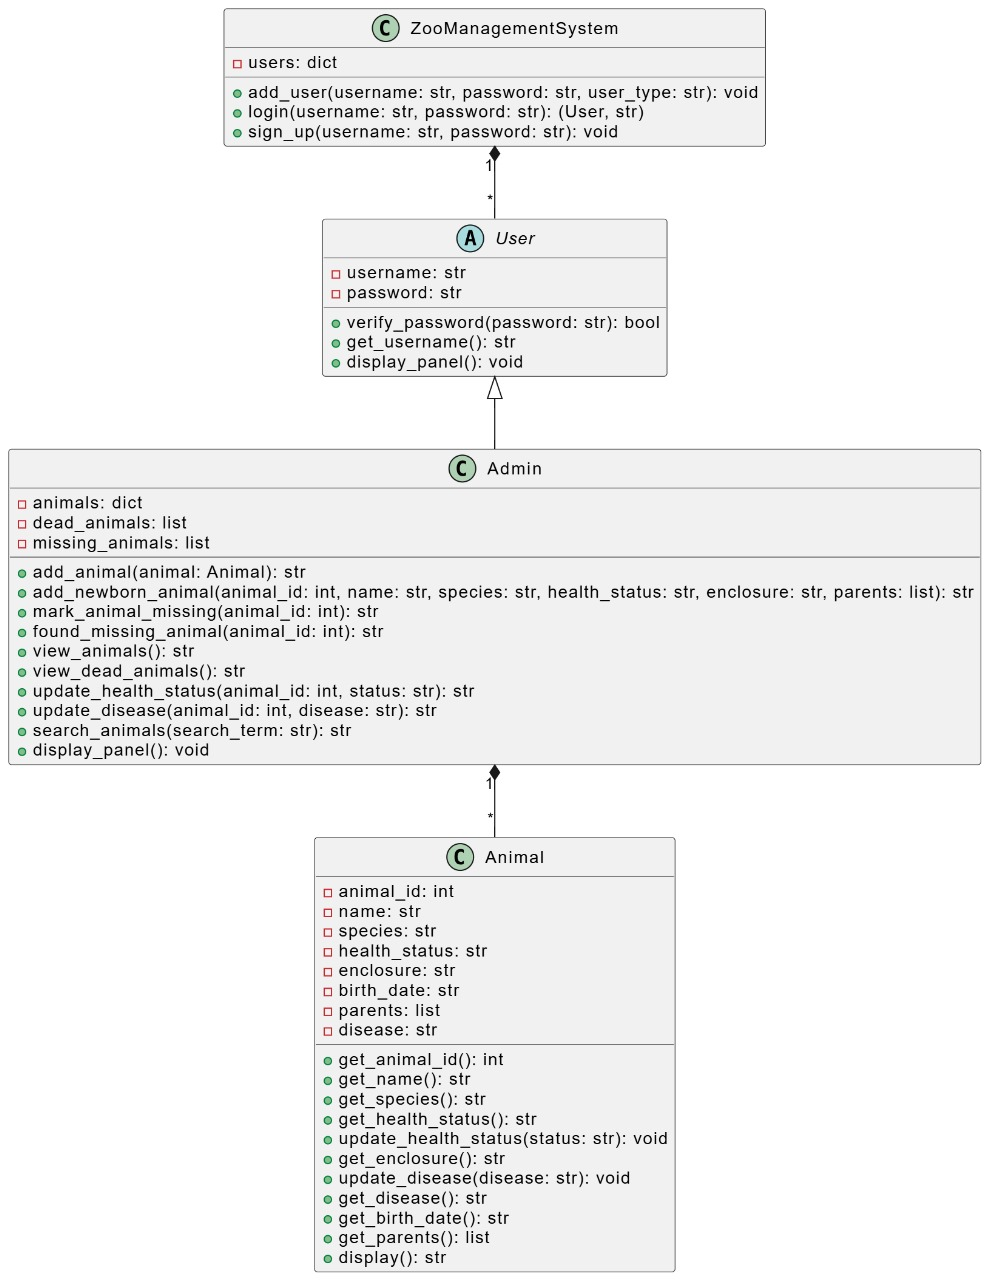 C ZooManagementSystem
users: dict
add_user(username: str, password: str, user_type: str): void
login(username: str, password: str): (User, str)
sign_up(username: str, password: str): void
1
*
A User
username: str
password: str
verify_password(password: str): bool
get_username(): str
display_panel(): void
C Admin
animals: dict
dead_animals: list
missing_animals: list
add_animal(animal: Animal): str
add_newborn_animal(animal_id: int, name: str, species: str, health_status: str, enclosure: str, parents: list): str
mark_animal_missing(animal_id: int): str
found_missing_animal(animal_id: int): str
view_animals(): str
view_dead_animals(): str
update_health_status(animal_id: int, status: str): str
update_disease(animal_id: int, disease: str): str
search_animals(search_term: str): str
display_panel(): void
1
*
C Animal
animal_id: int
name: str
species: str
health_status: str
enclosure: str
birth_date: str
parents: list
disease: str
get_animal_id(): int
get_name(): str
get_species(): str
get_health_status(): str
update_health_status(status: str): void
get_enclosure(): str
update_disease(disease: str): void
get_disease(): str
get_birth_date(): str
get_parents(): list
display(): str